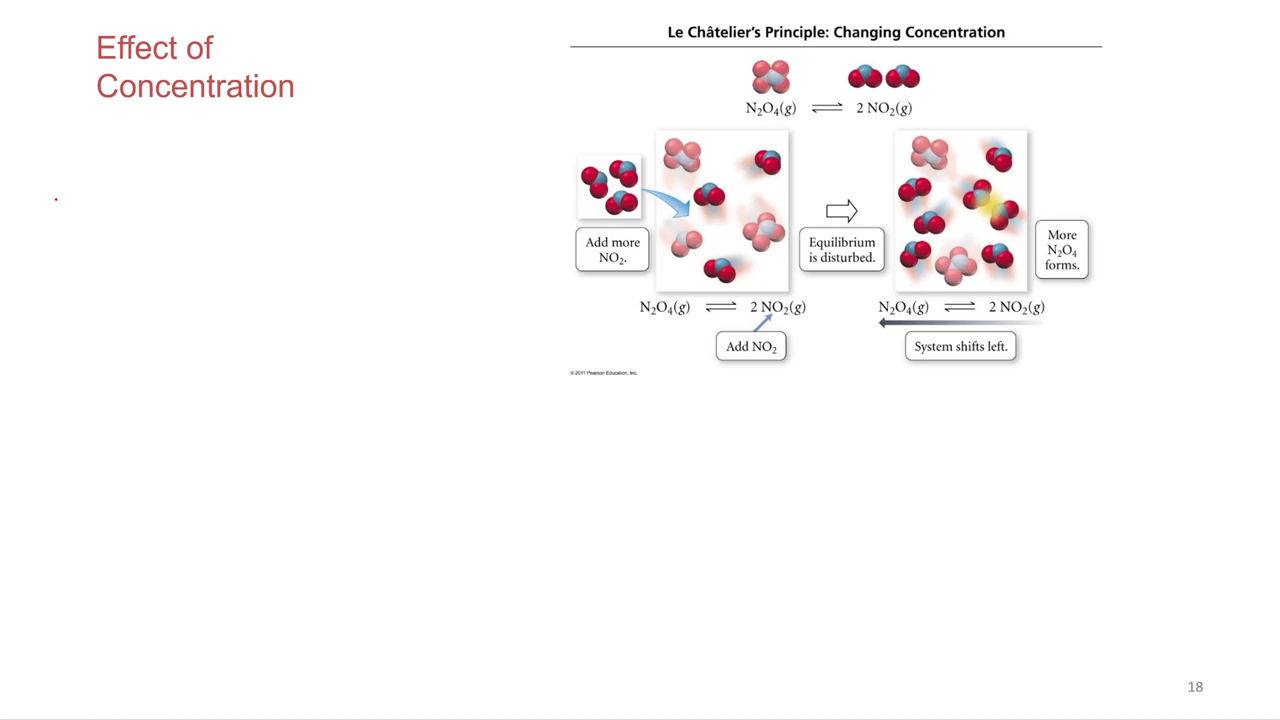 Effect of
Concentration
Le Châtelier's Principle: Changing Concentration
N₂O₄(g) ⇌ 2 NO₂(g)
Add more
NO₂.
Equilibrium
is disturbed.
More
N₂O₄
forms.
N₂O₄(g) ⇌ 2 NO₂(g)
Add NO₂
N₂O₄(g) ⇌ 2 NO₂(g)
System shifts left.
© 2011 Pearson Education, Inc.
18